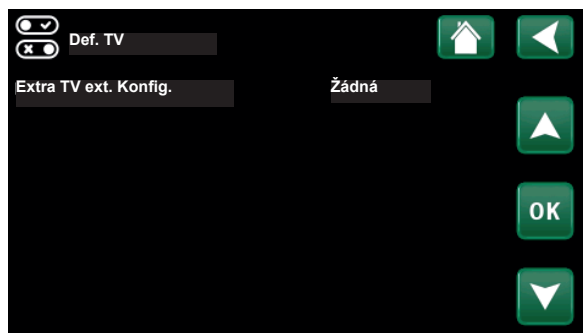 Def. TV
Extra TV ext. Konfig.
Žádná
OK